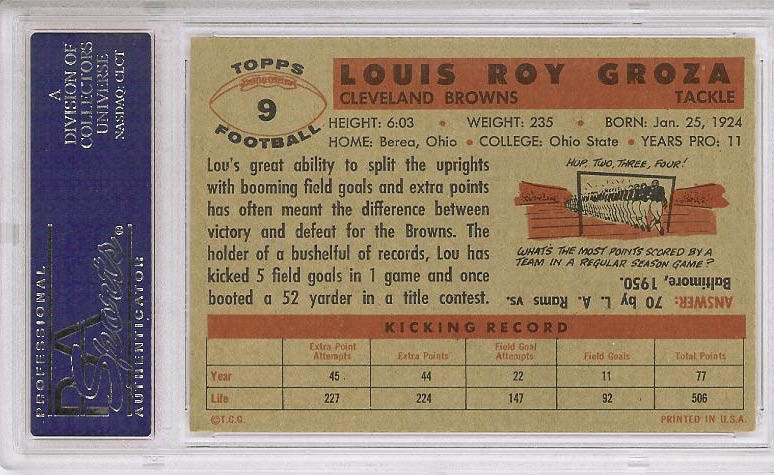 A
DIVISION OF
COLLECTORS
UNIVERSE
NASDAQ: CLCT
PROFESSIONAL
PSA
Sports
®
AUTHENTICATOR
TOPPS
9
FOOTBALL
LOUIS ROY GROZA
CLEVELAND BROWNS TACKLE
HEIGHT: 6:03 • WEIGHT: 235 • BORN: Jan. 25, 1924
HOME: Berea, Ohio • COLLEGE: Ohio State • YEARS PRO: 11
Lou's great ability to split the uprights
with booming field goals and extra points
has often meant the difference between
victory and defeat for the Browns. The
holder of a bushelful of records, Lou has
kicked 5 field goals in 1 game and once
booted a 52 yarder in a title contest.
HUP, TWO, THREE, FOUR!
WHAT'S THE MOST POINTS SCORED BY A
TEAM IN A REGULAR SEASON GAME?
ANSWER: 70 by L. A. Rams vs.
Baltimore, 1950.
KICKING RECORD
Extra Point Attempts Extra Points Field Goal Attempts Field Goals Total Points
Year 45 44 22 11 77
Life 227 224 147 92 506
©T.C.G. PRINTED IN U.S.A.